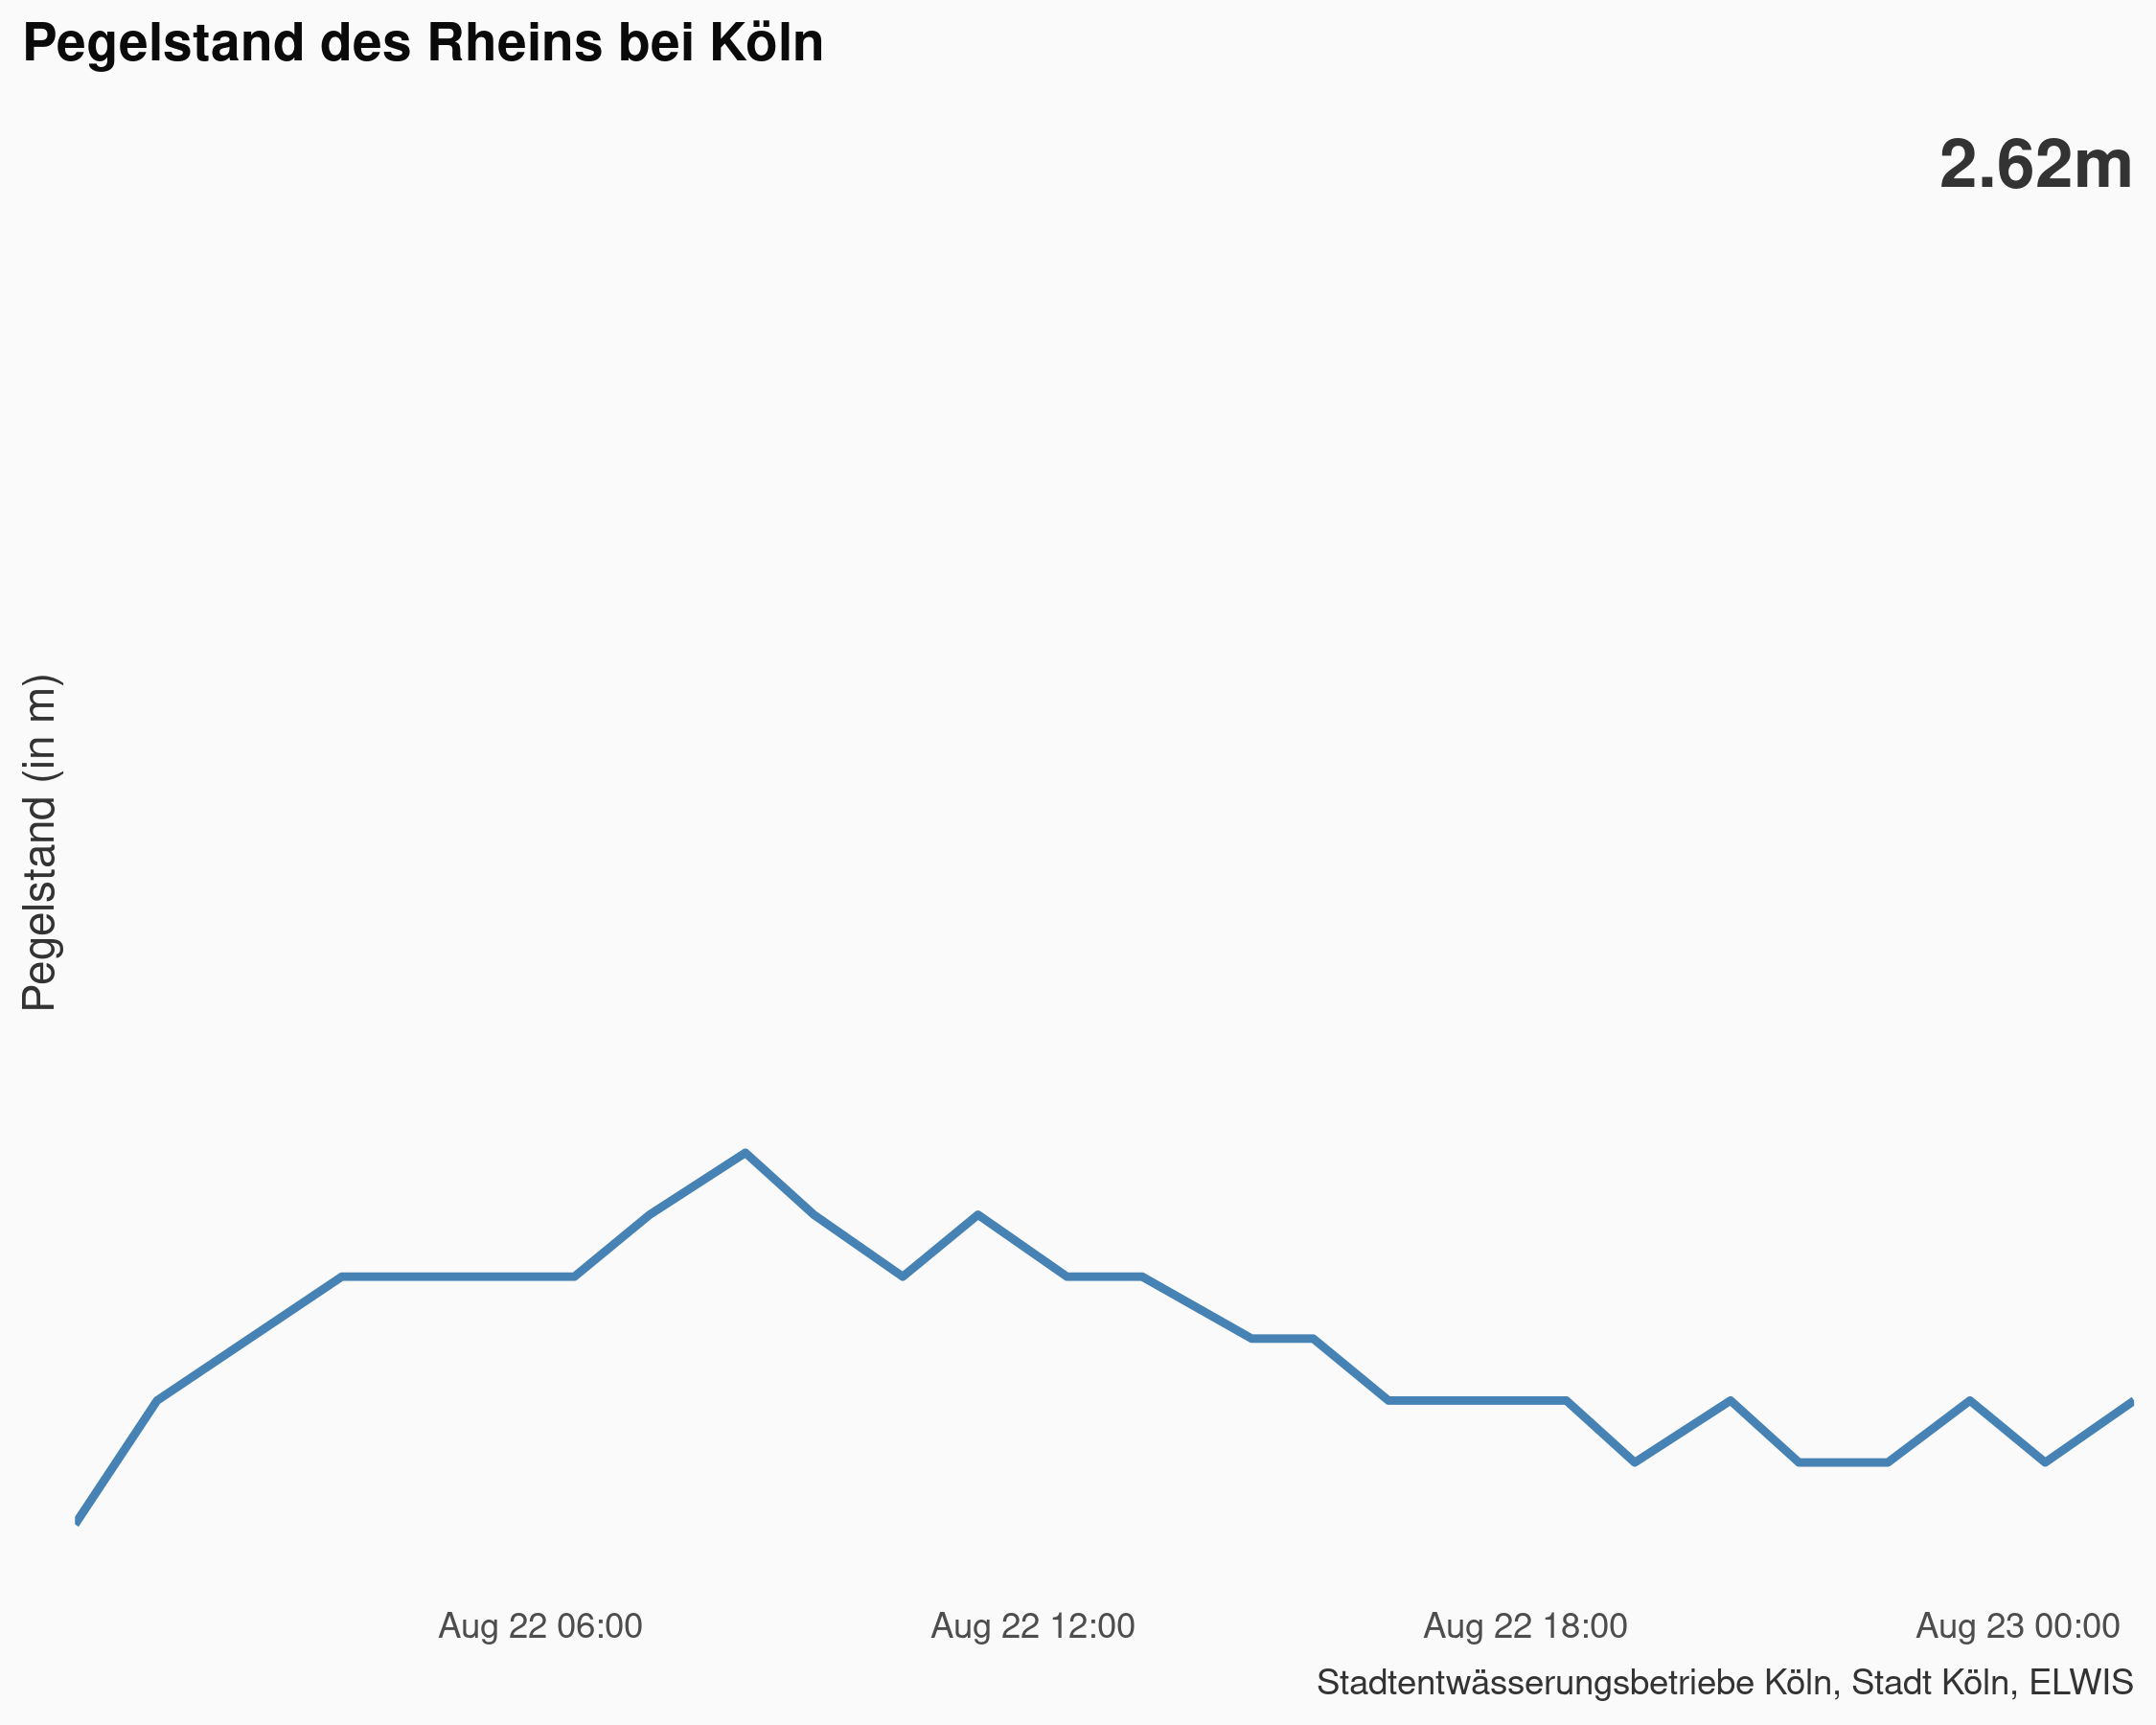 Pegelstand des Rheins bei Köln
2.62m
Pegelstand (in m)
Aug 22 06:00
Aug 22 12:00
Aug 22 18:00
Aug 23 00:00
Stadtentwässerungsbetriebe Köln, Stadt Köln, ELWIS